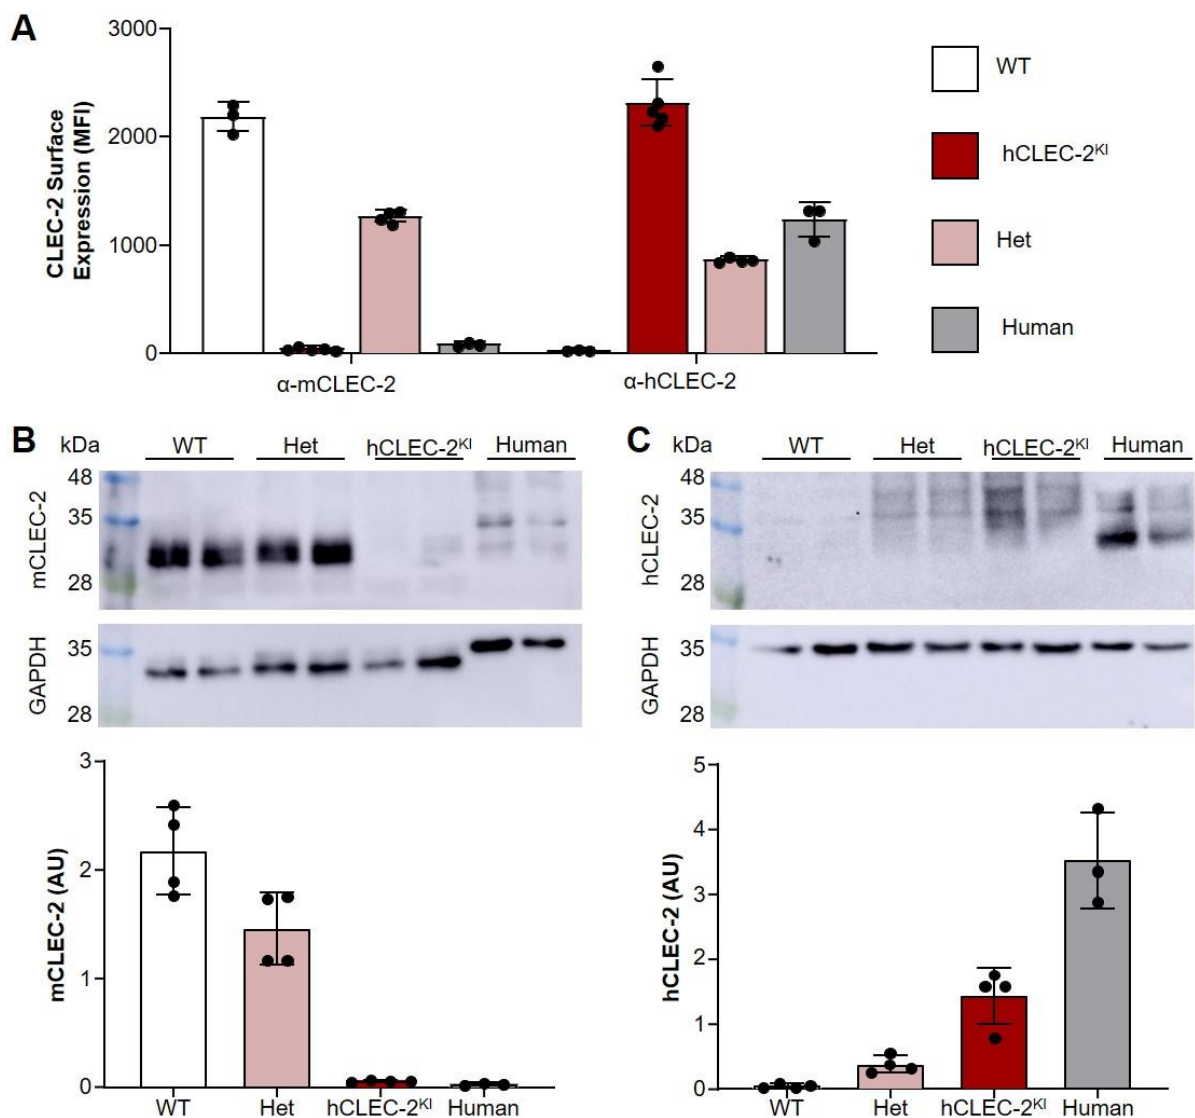 A
3000
2000
1000
0
CLEC-2 Surface
Expression (MFI)
α-mCLEC-2
α-hCLEC-2
WT
hCLEC-2ᴷᴵ
Het
Human
B
kDa
WT
Het
hCLEC-2ᴷᴵ
Human
48
35
28
mCLEC-2
35
28
GAPDH
3
2
1
0
mCLEC-2 (AU)
WT
Het
hCLEC-2ᴷᴵ
Human
C
kDa
WT
Het
hCLEC-2ᴷᴵ
Human
48
35
28
hCLEC-2
35
28
GAPDH
5
4
3
2
1
0
hCLEC-2 (AU)
WT
Het
hCLEC-2ᴷᴵ
Human